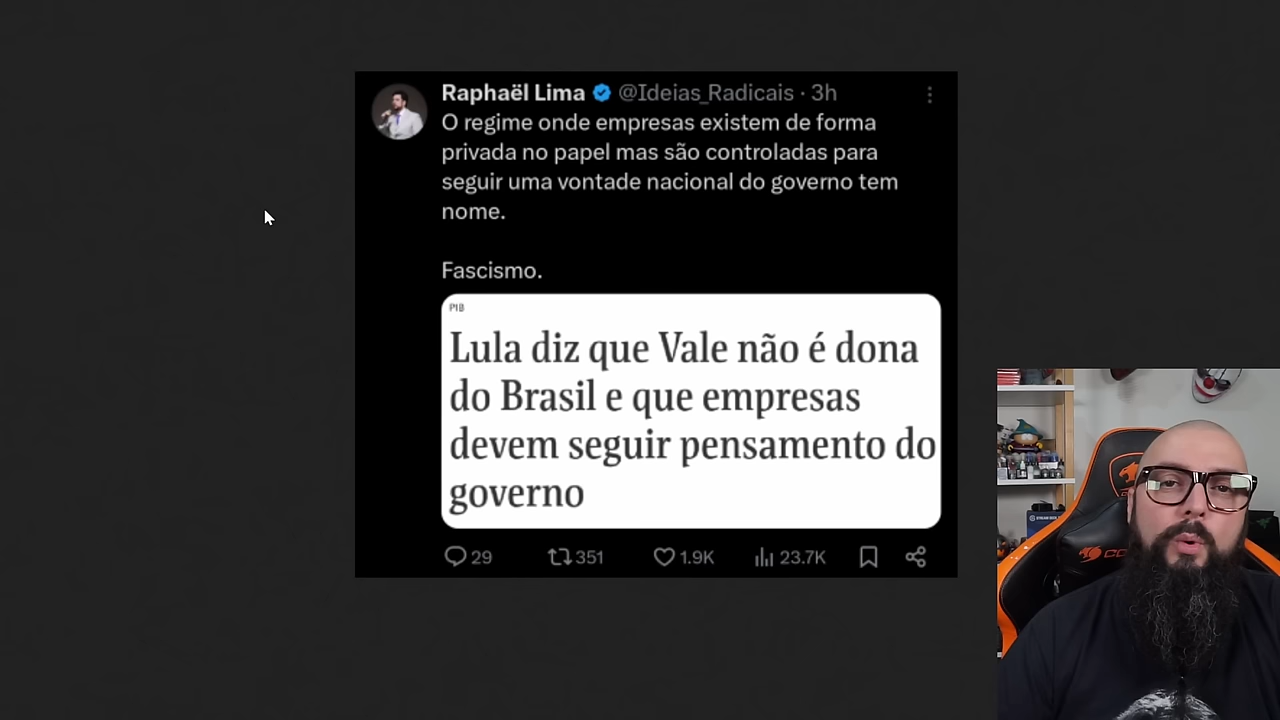 Raphaël Lima @Ideias_Radicais · 3h
O regime onde empresas existem de forma
privada no papel mas são controladas para
seguir uma vontade nacional do governo tem
nome.
Fascismo.
PIB
Lula diz que Vale não é dona
do Brasil e que empresas
devem seguir pensamento do
governo
29 351 1.9K 23.7K